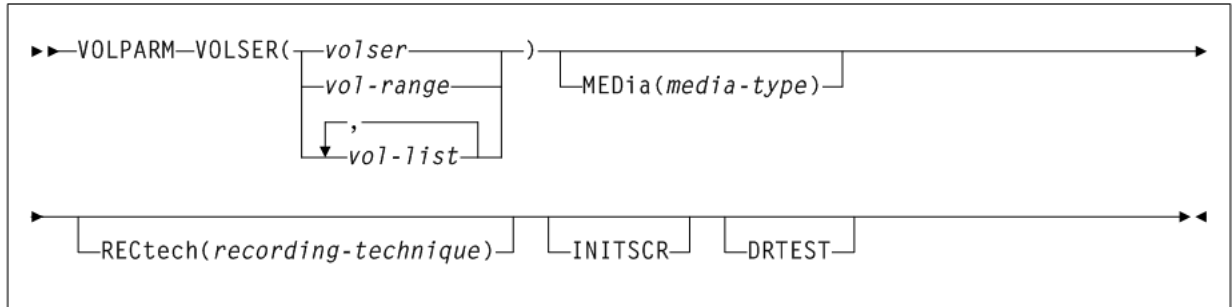 VOLPARM VOLSER( volser )
vol-range MEDia(media-type)
,
vol-list
RECtech(recording-technique) INITSCR DRTEST